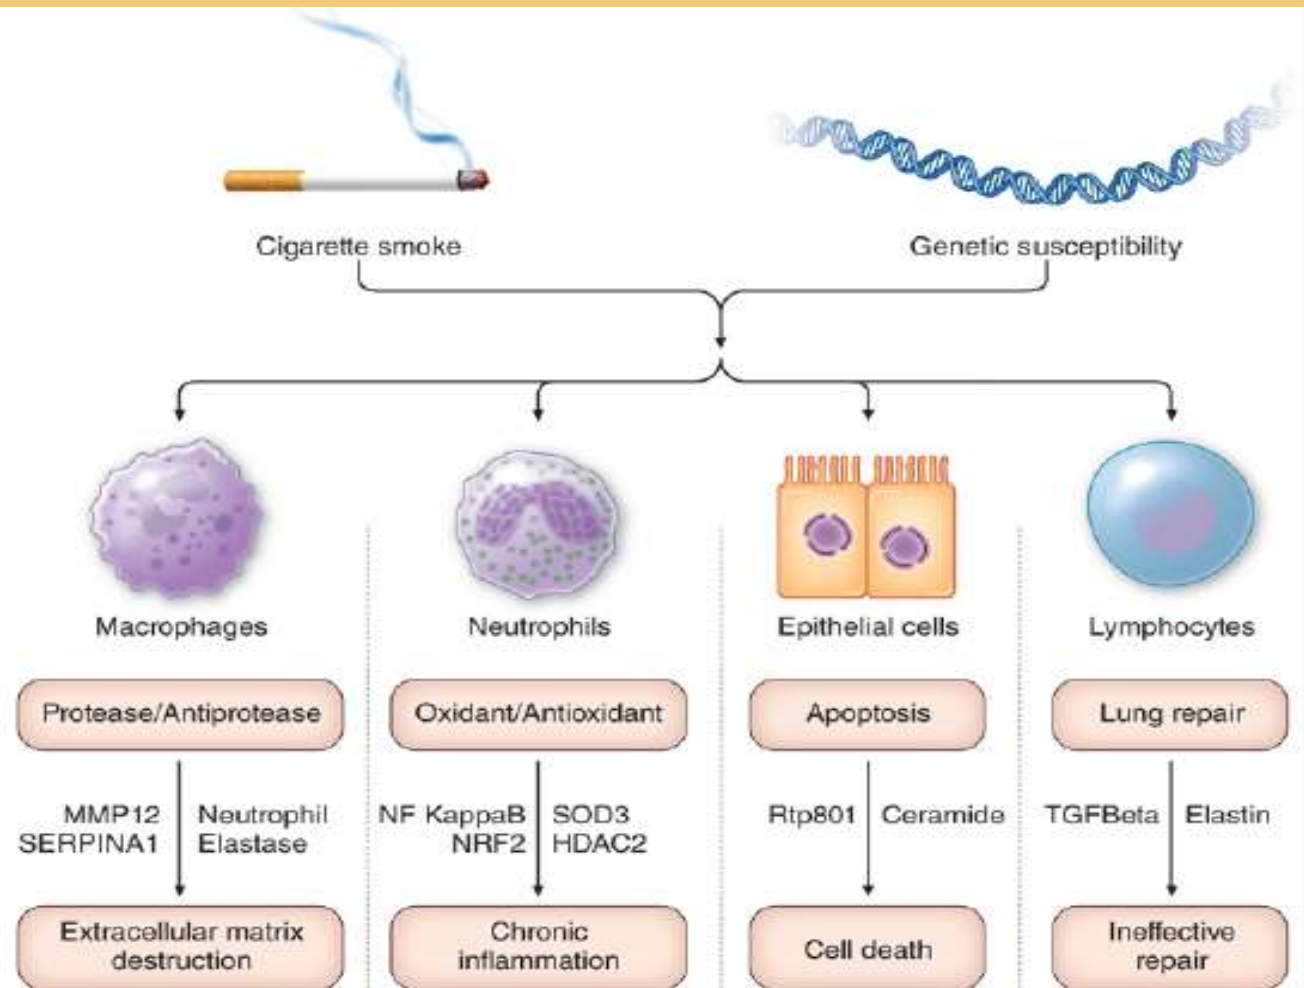 Cigarette smoke
Genetic susceptibility
Macrophages
Neutrophils
Epithelial cells
Lymphocytes
Protease/Antiprotease
Oxidant/Antioxidant
Apoptosis
Lung repair
MMP12
SERPINA1
Neutrophil
Elastase
NF KappaB
NRF2
SOD3
HDAC2
Rtp801
Ceramide
TGFBeta
Elastin
Extracellular matrix
destruction
Chronic
inflammation
Cell death
Ineffective
repair